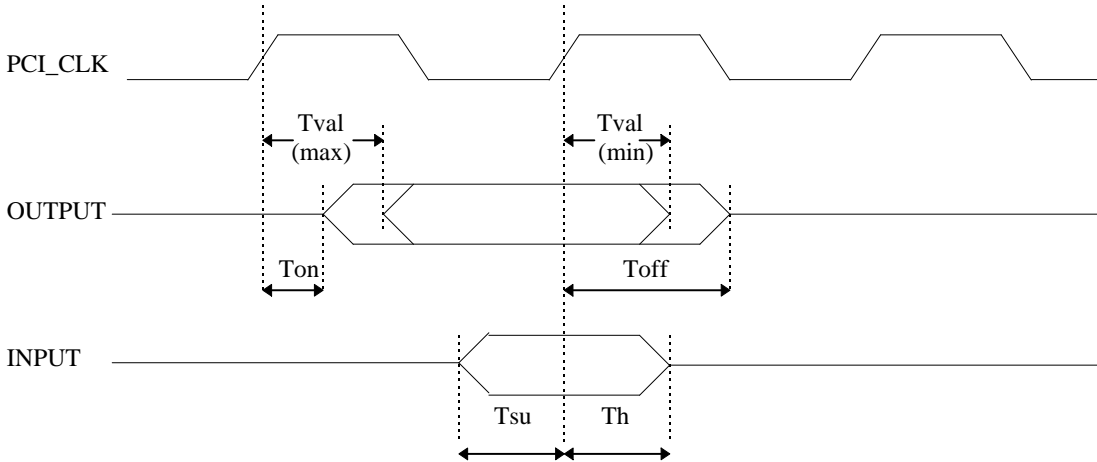 PCI_CLK
Tval
(max)
Tval
(min)
OUTPUT
Ton
Toff
INPUT
Tsu
Th